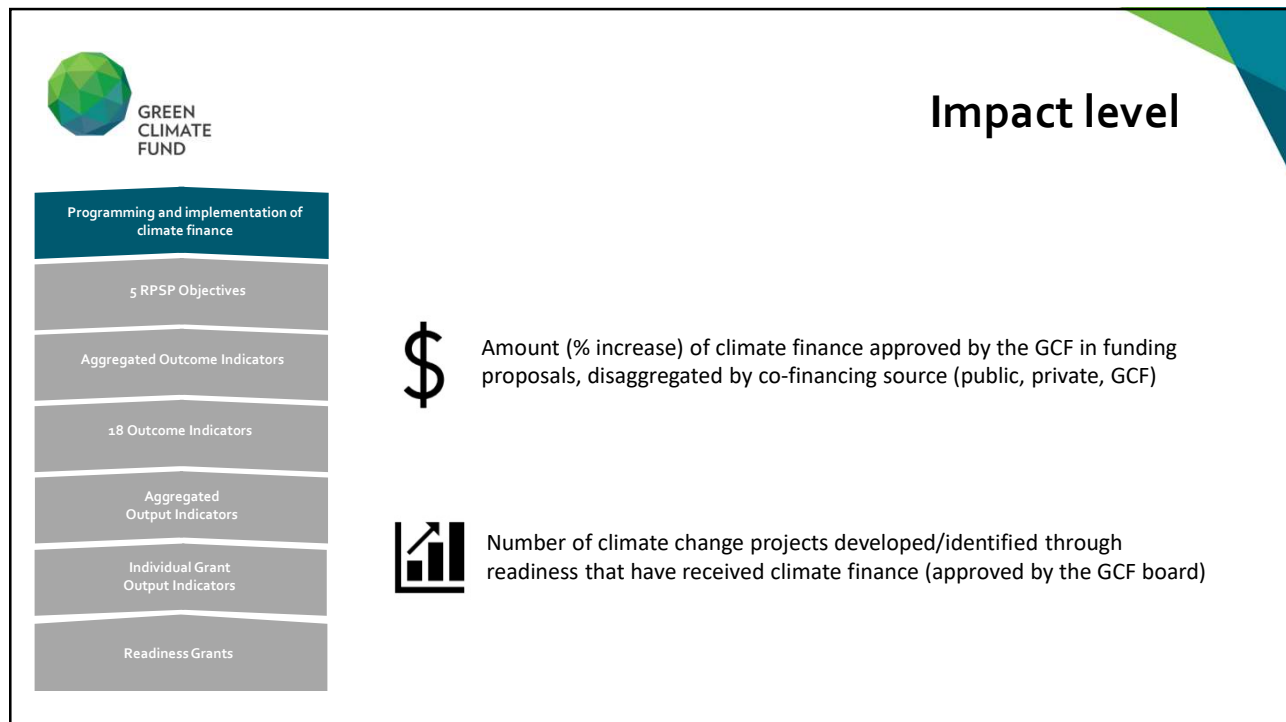 GREEN
CLIMATE
FUND
Impact level
Programming and implementation of
climate finance
5 RPSP Objectives
Aggregated Outcome Indicators
18 Outcome Indicators
Aggregated
Output Indicators
Individual Grant
Output Indicators
Readiness Grants
$
Amount (% increase) of climate finance approved by the GCF in funding
proposals, disaggregated by co-financing source (public, private, GCF)
Number of climate change projects developed/identified through
readiness that have received climate finance (approved by the GCF board)